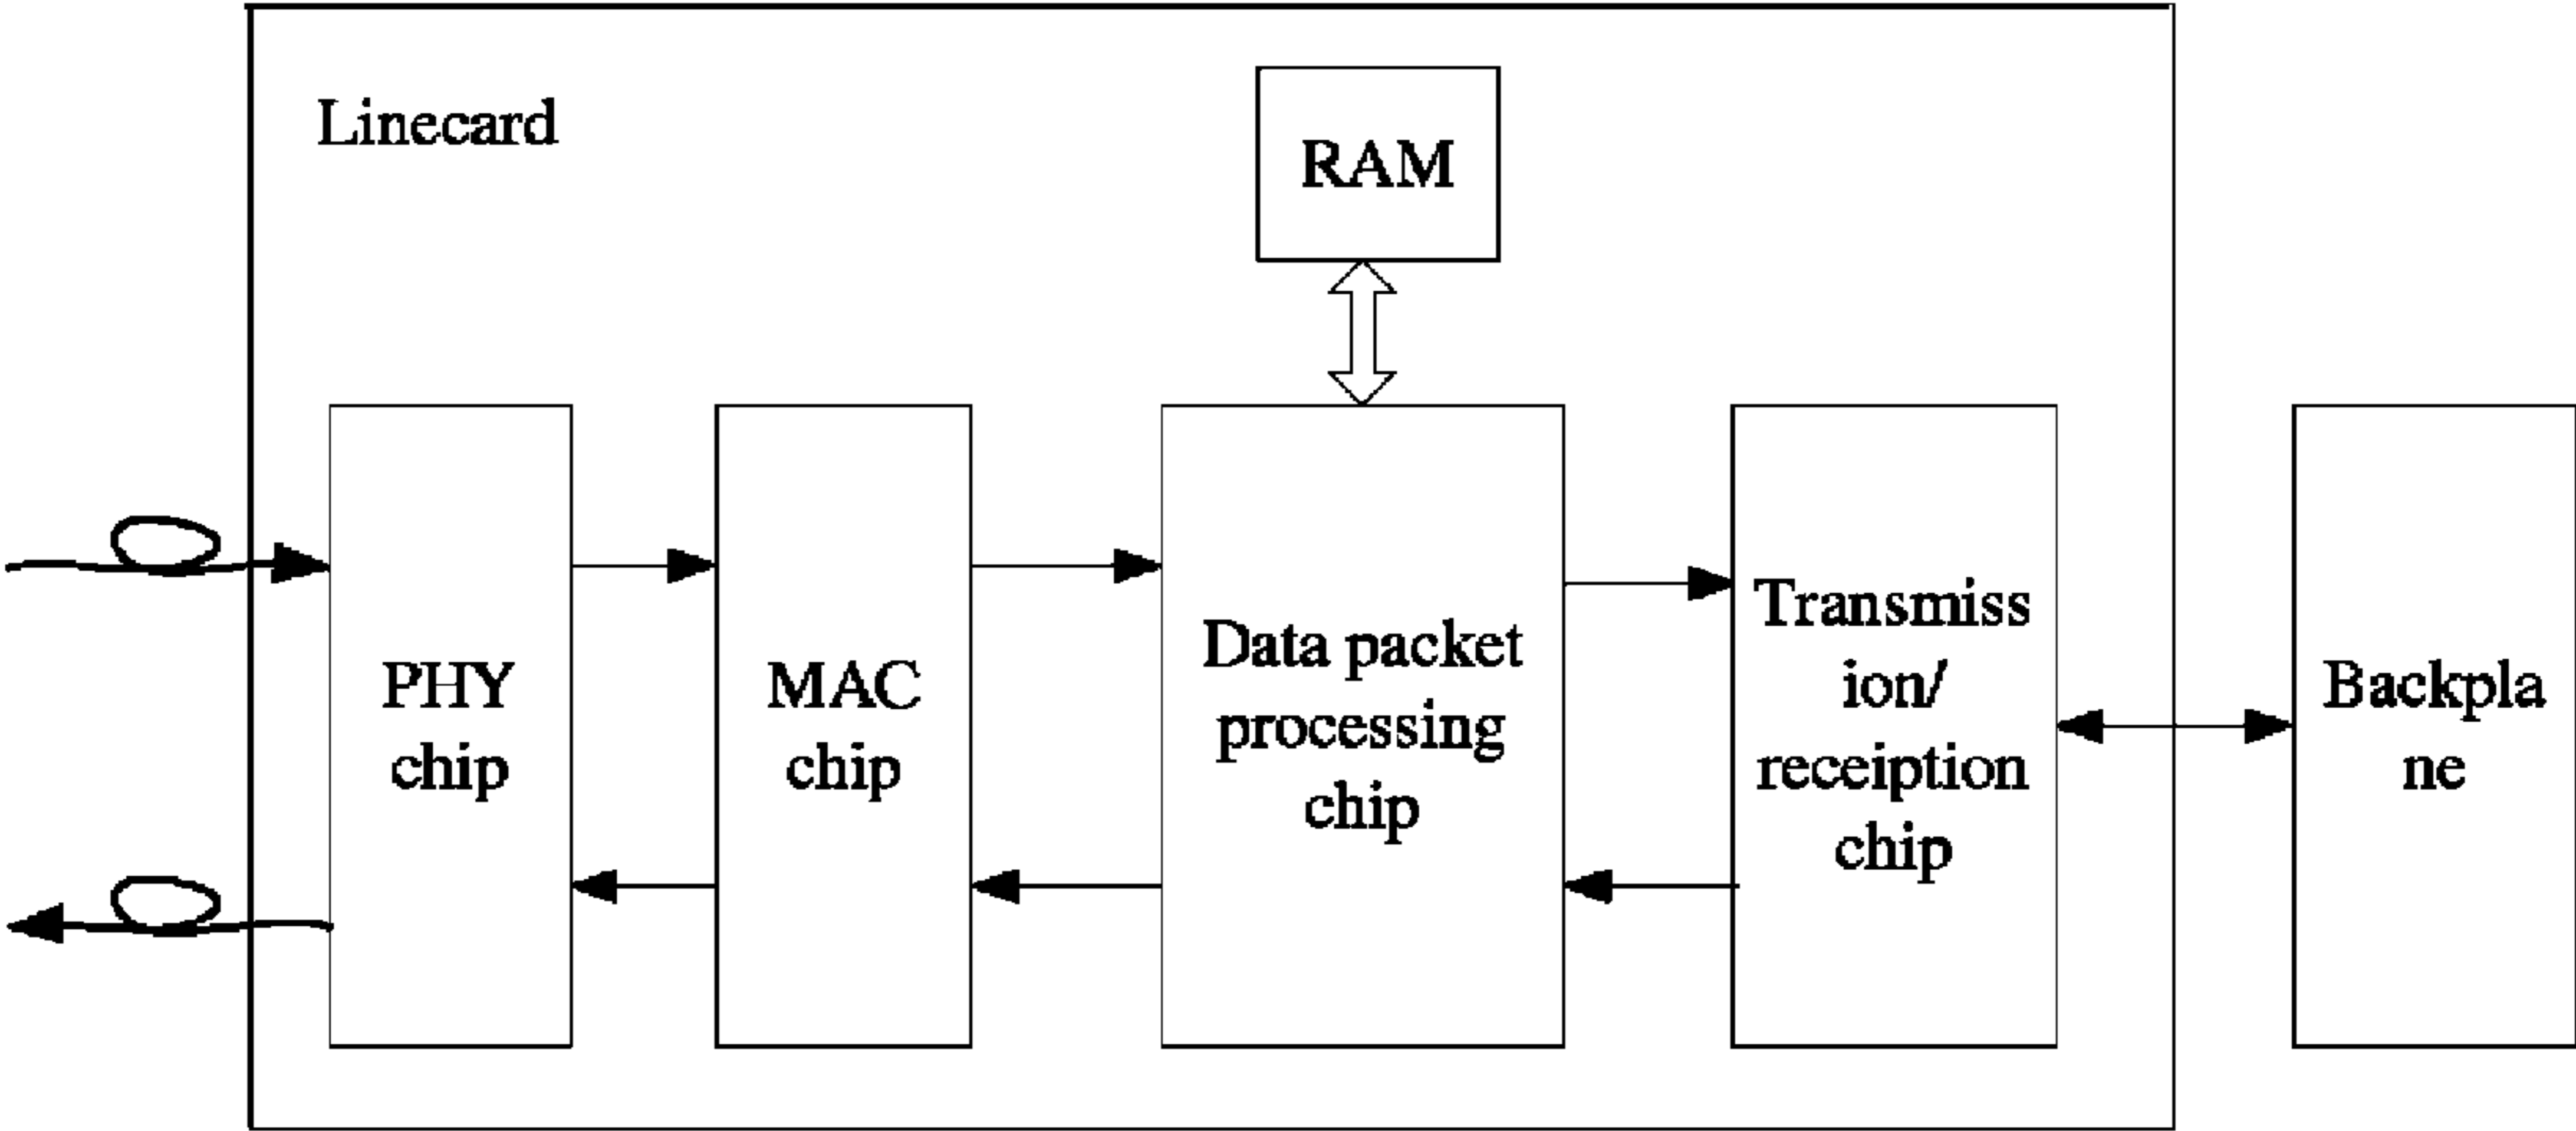 Linecard
RAM
PHY
chip
MAC
chip
Data packet
processing
chip
Transmiss
ion/
receiption
chip
Backpla
ne